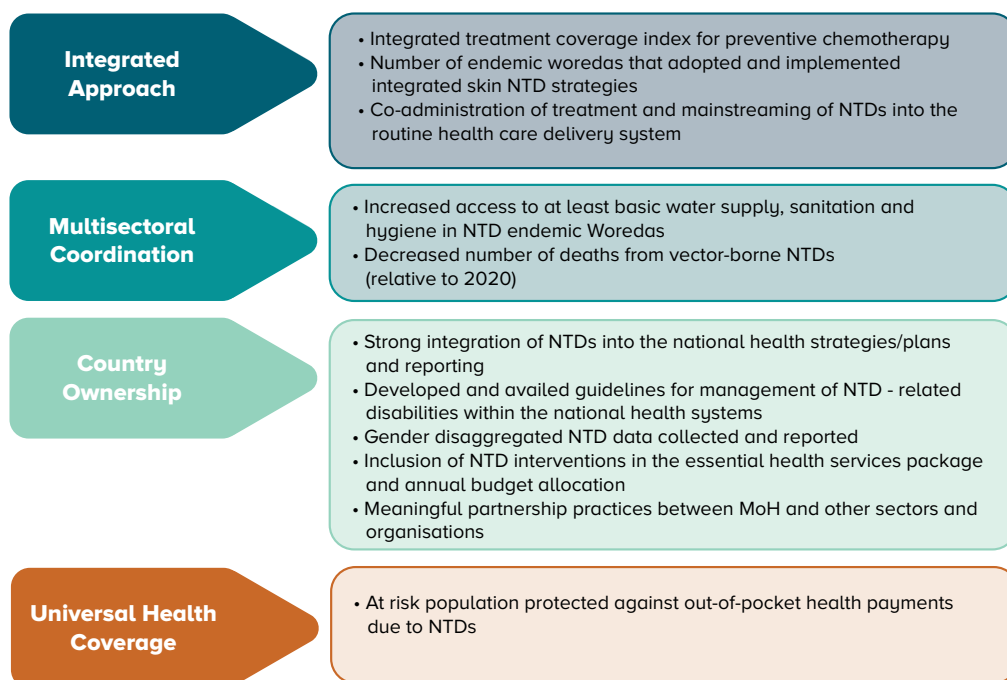 Integrated
Approach
• Integrated treatment coverage index for preventive chemotherapy
• Number of endemic woredas that adopted and implemented
integrated skin NTD strategies
• Co-administration of treatment and mainstreaming of NTDs into the
routine health care delivery system
Multisectoral
Coordination
• Increased access to at least basic water supply, sanitation and
hygiene in NTD endemic Woredas
• Decreased number of deaths from vector-borne NTDs
(relative to 2020)
Country
Ownership
• Strong integration of NTDs into the national health strategies/plans
and reporting
• Developed and availed guidelines for management of NTD - related
disabilities within the national health systems
• Gender disaggregated NTD data collected and reported
• Inclusion of NTD interventions in the essential health services package
and annual budget allocation
• Meaningful partnership practices between MoH and other sectors and
organisations
Universal Health
Coverage
• At risk population protected against out-of-pocket health payments
due to NTDs